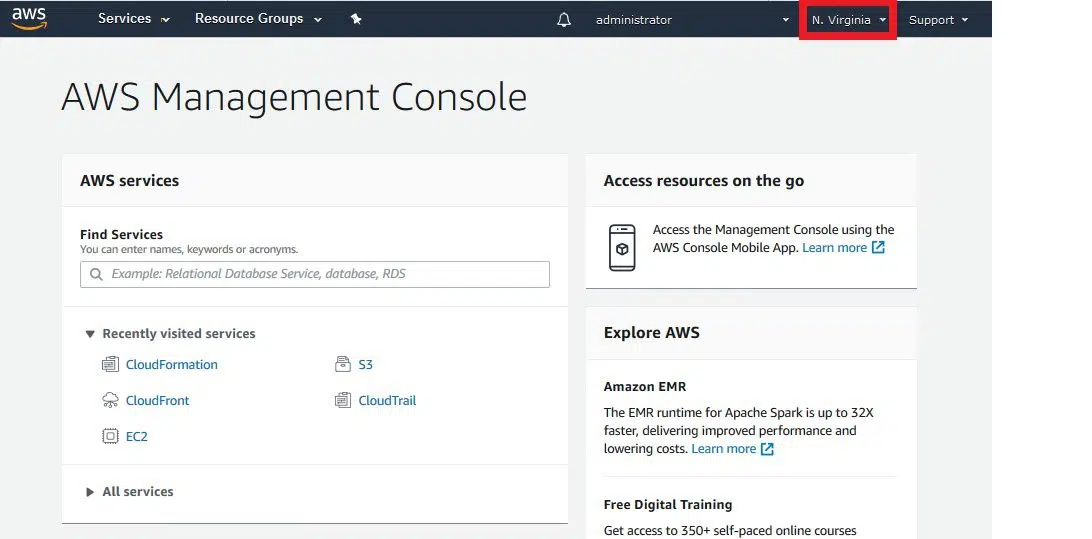 aws Services Resource Groups administrator N. Virginia Support
AWS Management Console
AWS services
Find Services
You can enter names, keywords or acronyms.
Example: Relational Database Service, database, RDS
Recently visited services
CloudFormation S3
CloudFront CloudTrail
EC2
All services
Access resources on the go
Access the Management Console using the
AWS Console Mobile App. Learn more
Explore AWS
Amazon EMR
The EMR runtime for Apache Spark is up to 32X
faster, delivering improved performance and
lowering costs. Learn more
Free Digital Training
Get access to 350+ self-paced online courses